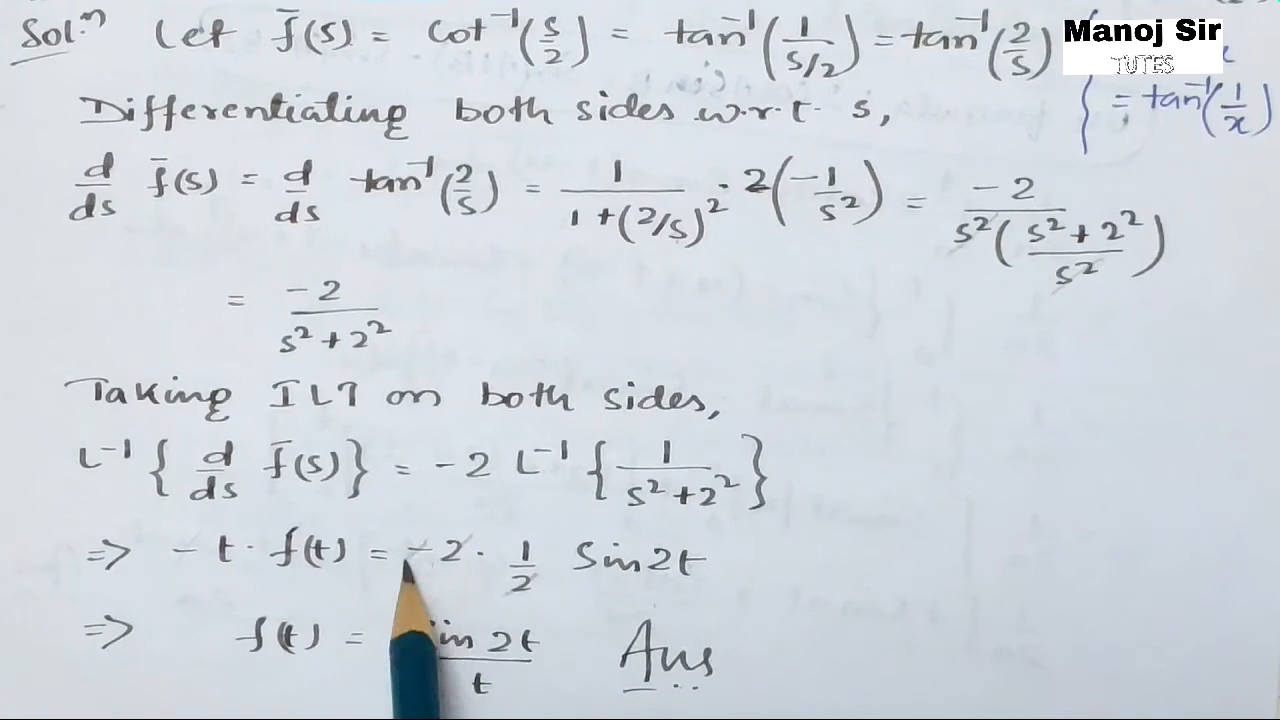 Solⁿ. Let f̄(s) = cot⁻¹(s/2) = tan⁻¹(1/(s/2)) = tan⁻¹(2/s)
Manoj Sir
TUTES
= tan⁻¹(1/x)
Differentiating both sides w.r.t. s,
d/ds f̄(s) = d/ds tan⁻¹(2/s) = 1/(1+(2/s)²) · 2(-1/s²) = -2/(s²((s²+2²)/s²))
= -2/(s²+2²)
Taking ILT on both sides,
L⁻¹{d/ds f̄(s)} = -2 L⁻¹{1/(s²+2²)}
=> -t·f(t) = -2·1/2 Sin2t
=> f(t) = in 2t/t Ans